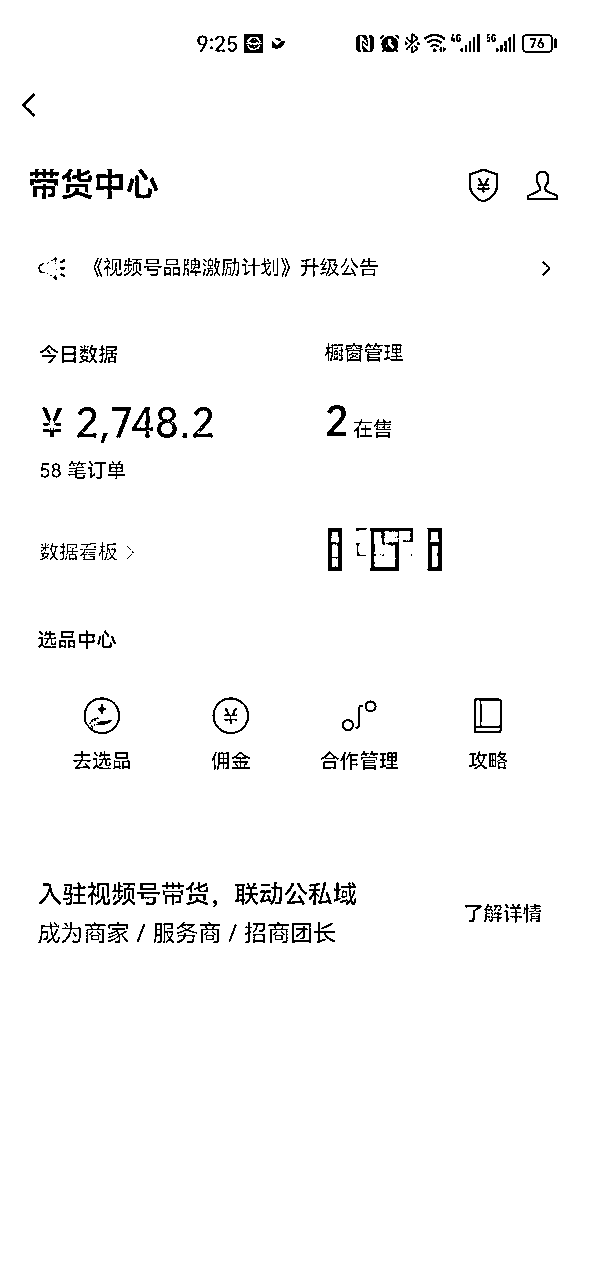 9:25 4G 5G 76
带货中心
《视频号品牌激励计划》升级公告
今日数据 橱窗管理
¥ 2,748.2 2 在售
58 笔订单
数据看板
选品中心
去选品 佣金 合作管理 攻略
入驻视频号带货，联动公私域
成为商家 / 服务商 / 招商团长
了解详情